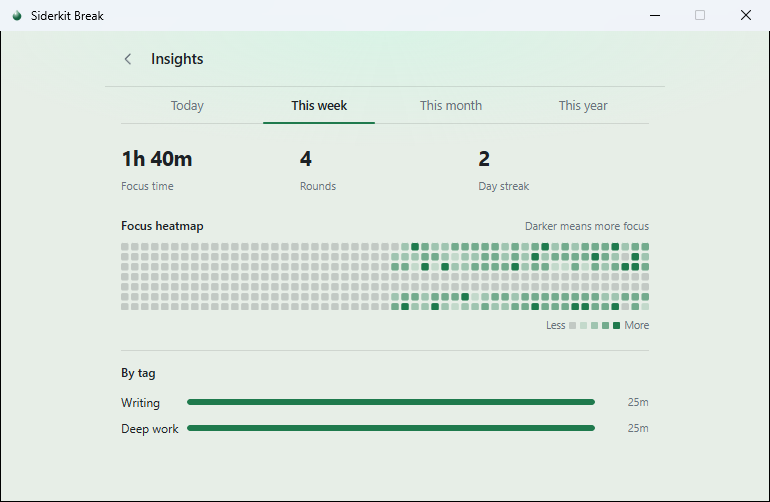 Siderkit Break
Insights
Today This week This month This year
1h 40m 4 2
Focus time Rounds Day streak
Focus heatmap Darker means more focus
Less More
By tag
Writing 25m
Deep work 25m